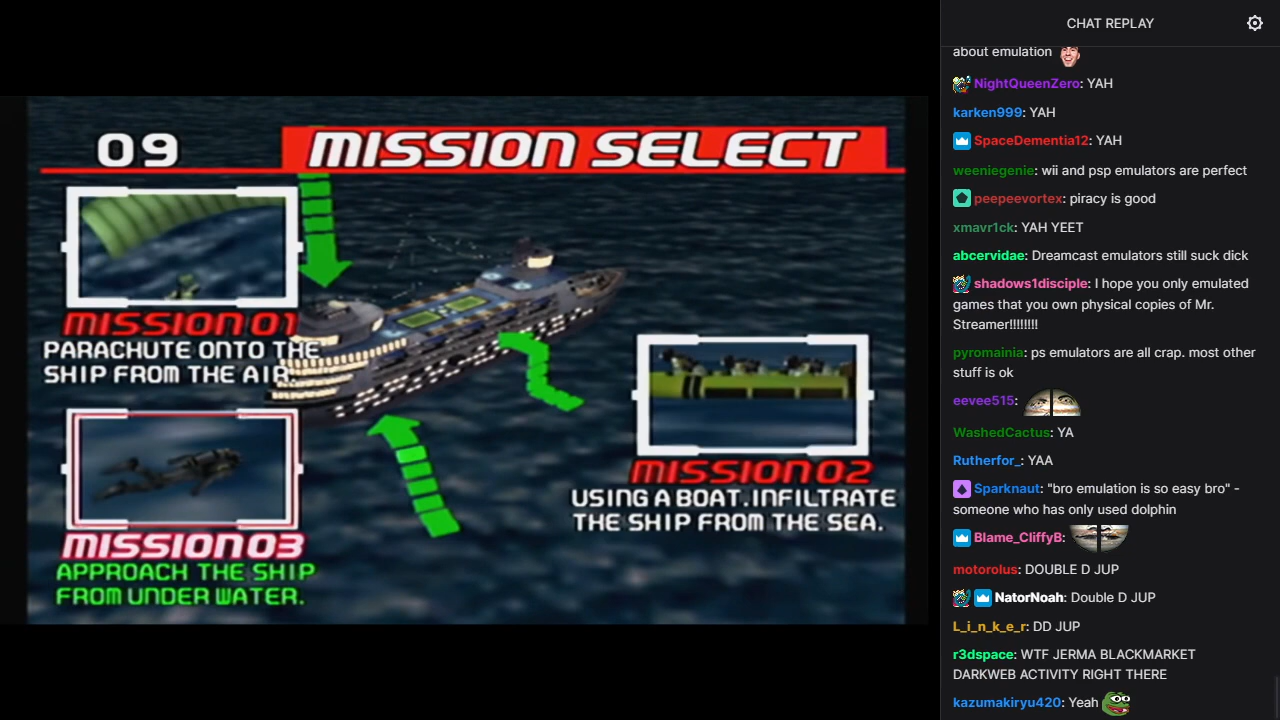 09
MISSION SELECT
MISSION 01
PARACHUTE ONTO THE
SHIP FROM THE AIR.
MISSION 02
USING A BOAT. INFILTRATE
THE SHIP FROM THE SEA.
MISSION 03
APPROACH THE SHIP
FROM UNDER WATER.
CHAT REPLAY
about emulation
NightQueenZero: YAH
karken999: YAH
SpaceDementia12: YAH
weeniegenie: wii and psp emulators are perfect
peepeevortex: piracy is good
xmavr1ck: YAH YEET
abcervidae: Dreamcast emulators still suck dick
shadows1disciple: I hope you only emulated
games that you own physical copies of Mr.
Streamer!!!!!!!!
pyromainia: ps emulators are all crap. most other
stuff is ok
eevee515:
WashedCactus: YA
Rutherfor_: YAA
Sparknaut: "bro emulation is so easy bro" -
someone who has only used dolphin
Blame_CliffyB:
motorolus: DOUBLE D JUP
NatorNoah: Double D JUP
L_i_n_k_e_r: DD JUP
r3dspace: WTF JERMA BLACKMARKET
DARKWEB ACTIVITY RIGHT THERE
kazumakiryu420: Yeah